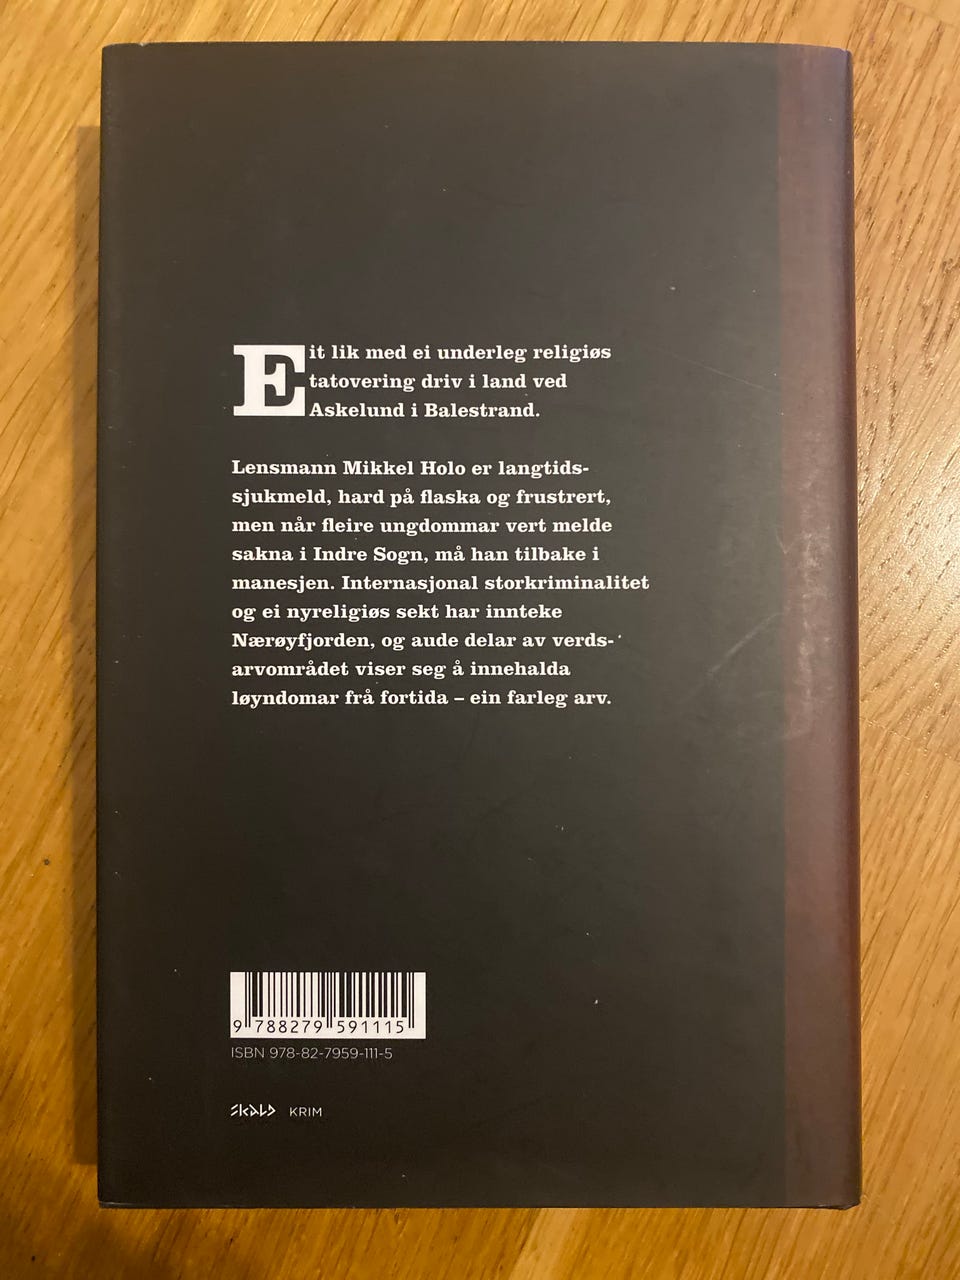 Eit lik med ei underleg religiøs
tatovering driv i land ved
Askelund i Balestrand.
Lensmann Mikkel Holo er langtids-
sjukmeld, hard på flaska og frustrert,
men når fleire ungdommar vert melde
sakna i Indre Sogn, må han tilbake i
manesjen. Internasjonal storkriminalitet
og ei nyreligiøs sekt har innteke
Nærøyfjorden, og aude delar av verds-
arvområdet viser seg å innehalda
løyndomar frå fortida – ein farleg arv.
9 788279 591115
ISBN 978-82-7959-111-5
SKALD KRIM